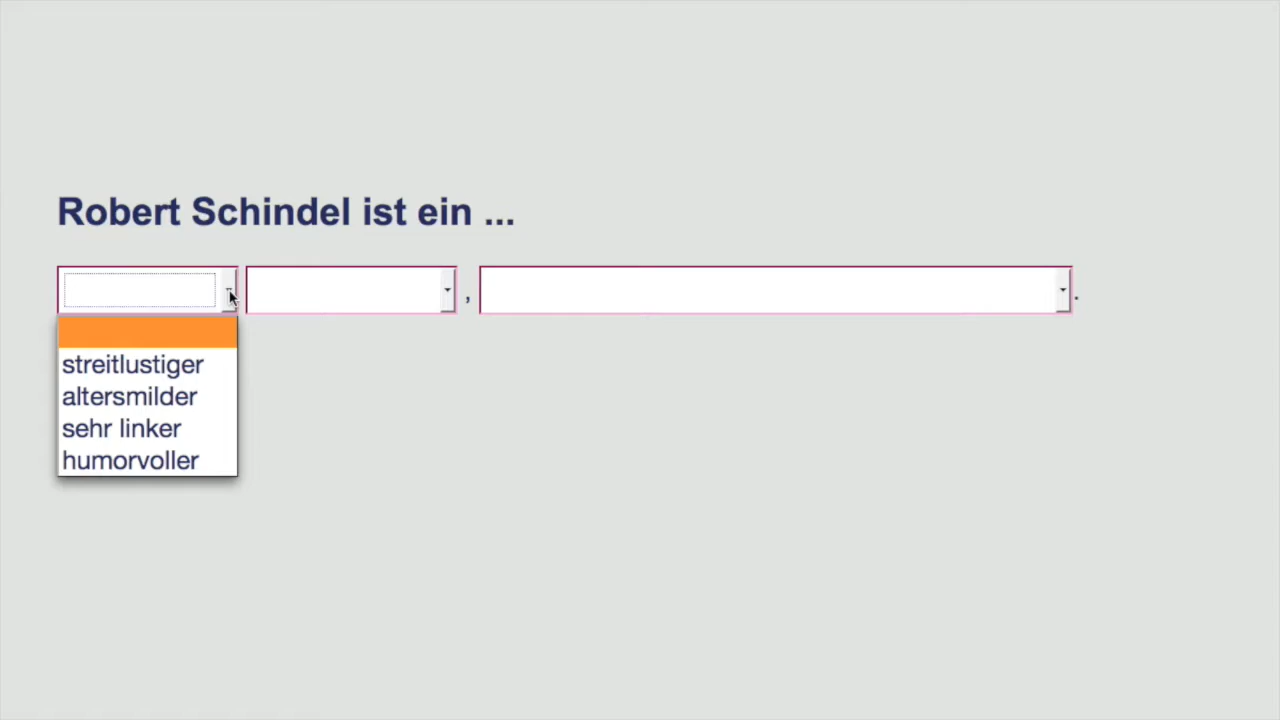 Robert Schindel ist ein ...
, .
streitlustiger
altersmilder
sehr linker
humorvoller